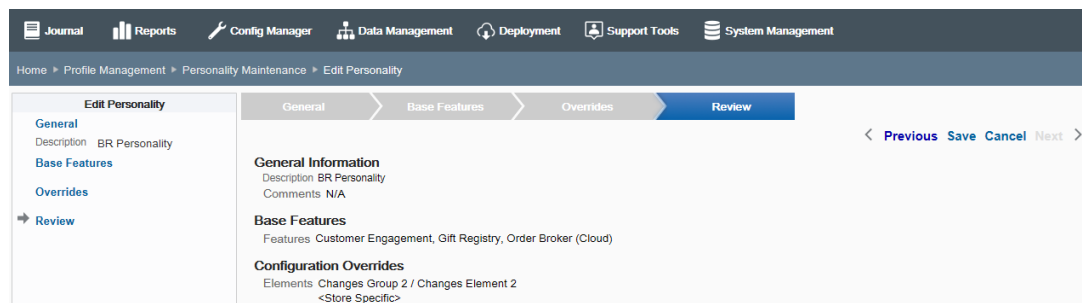 Journal Reports Config Manager Data Management Deployment Support Tools System Management
Home ▸ Profile Management ▸ Personality Maintenance ▸ Edit Personality
Edit Personality
General
Description BR Personality
Base Features
Overrides
Review
General Base Features Overrides Review
< Previous Save Cancel Next >
General Information
Description BR Personality
Comments N/A
Base Features
Features Customer Engagement, Gift Registry, Order Broker (Cloud)
Configuration Overrides
Elements Changes Group 2 / Changes Element 2
<Store Specific>